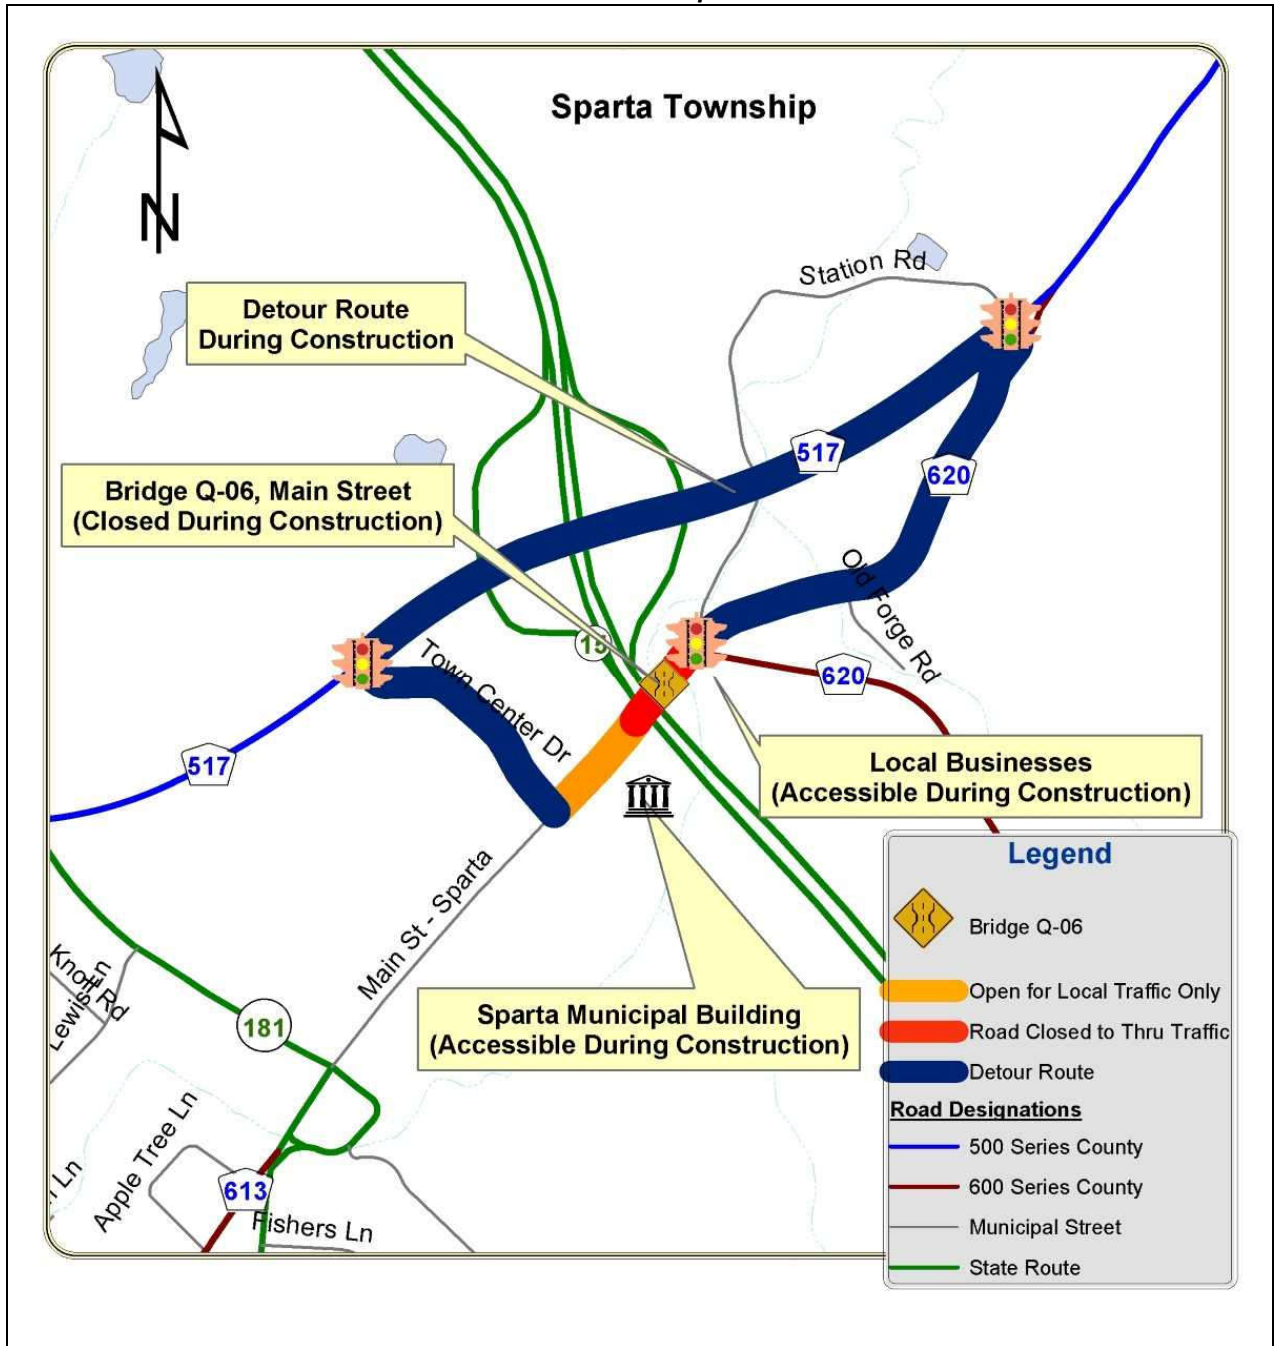 Sparta Township
N
Station Rd
Detour Route
During Construction
517
620
Bridge Q-06, Main Street
(Closed During Construction)
Old Forge Rd
15
Town Center Dr
620
517
Local Businesses
(Accessible During Construction)
Main St - Sparta
Knoll Rd
Lewis Ln
181
Sparta Municipal Building
(Accessible During Construction)
Apple Tree Ln
Ln
613
Fishers Ln
Legend
Bridge Q-06
Open for Local Traffic Only
Road Closed to Thru Traffic
Detour Route
Road Designations
500 Series County
600 Series County
Municipal Street
State Route